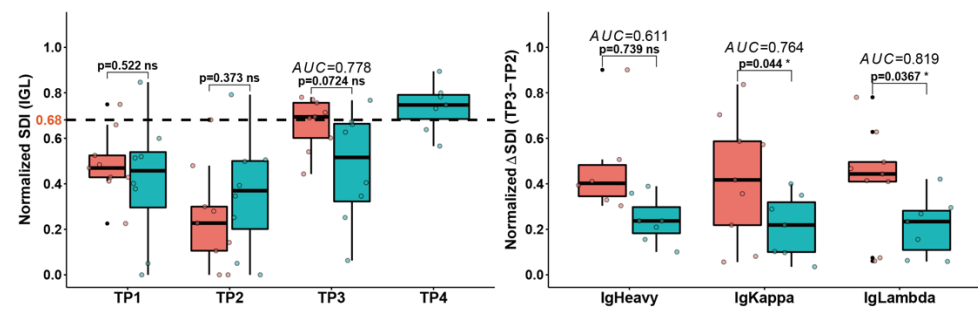 Normalized SDI (IGL)
1.0
0.8
0.68
0.6
0.4
0.2
0.0
p=0.522 ns
p=0.373 ns
AUC=0.778
p=0.0724 ns
TP1
TP2
TP3
TP4
Normalized ΔSDI (TP3−TP2)
1.0
0.8
0.6
0.4
0.2
0.0
AUC=0.611
p=0.739 ns
AUC=0.764
p=0.044 *
AUC=0.819
p=0.0367 *
IgHeavy
IgKappa
IgLambda